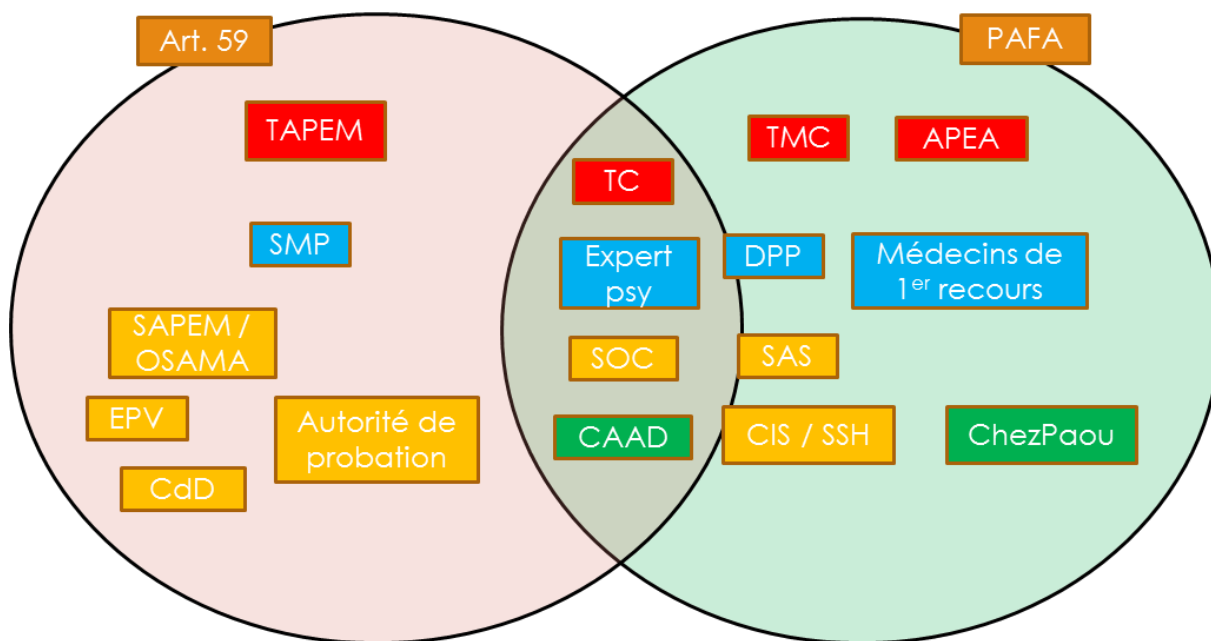 Art. 59
PAFA
TAPEM
TMC
APEA
TC
SMP
Expert
psy
DPP
Médecins de
1er recours
SAPEM /
OSAMA
SOC
SAS
EPV
Autorité de
probation
CAAD
CIS / SSH
ChezPaou
CdD